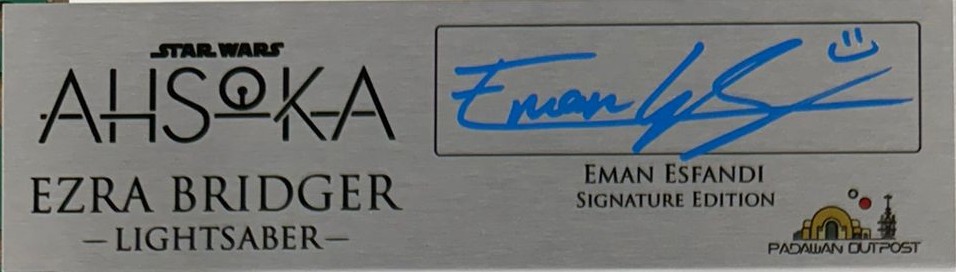 STAR WARS
AHSOKA
EZRA BRIDGER
–LIGHTSABER–
Eman
EMAN ESFANDI
SIGNATURE EDITION
PADAWAN OUTPOST